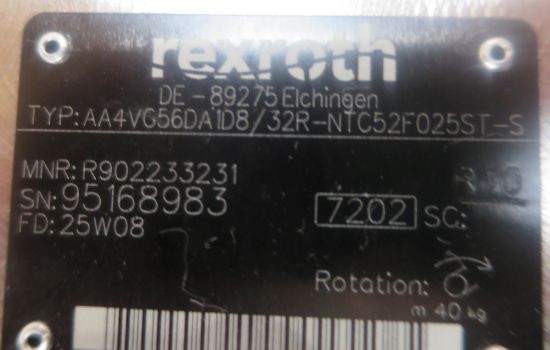 rexroth
DE-89275 Elchingen
TYP: AA4VG56DA1D8/32R-NTC52F025ST-S
MNR: R902233231
SN: 95168983
FD: 25W08
7202 SC:
Rotation:
m 40 kg